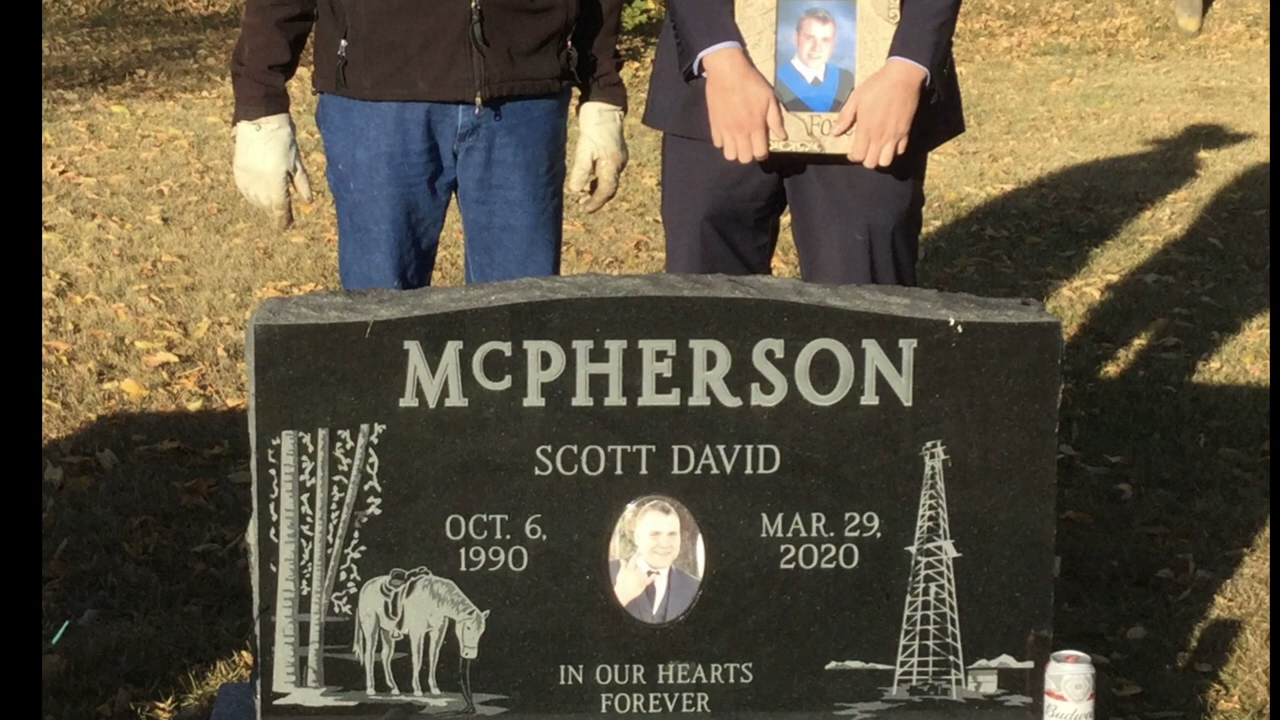 McPHERSON
SCOTT DAVID
OCT. 6,
1990
MAR. 29,
2020
IN OUR HEARTS
FOREVER